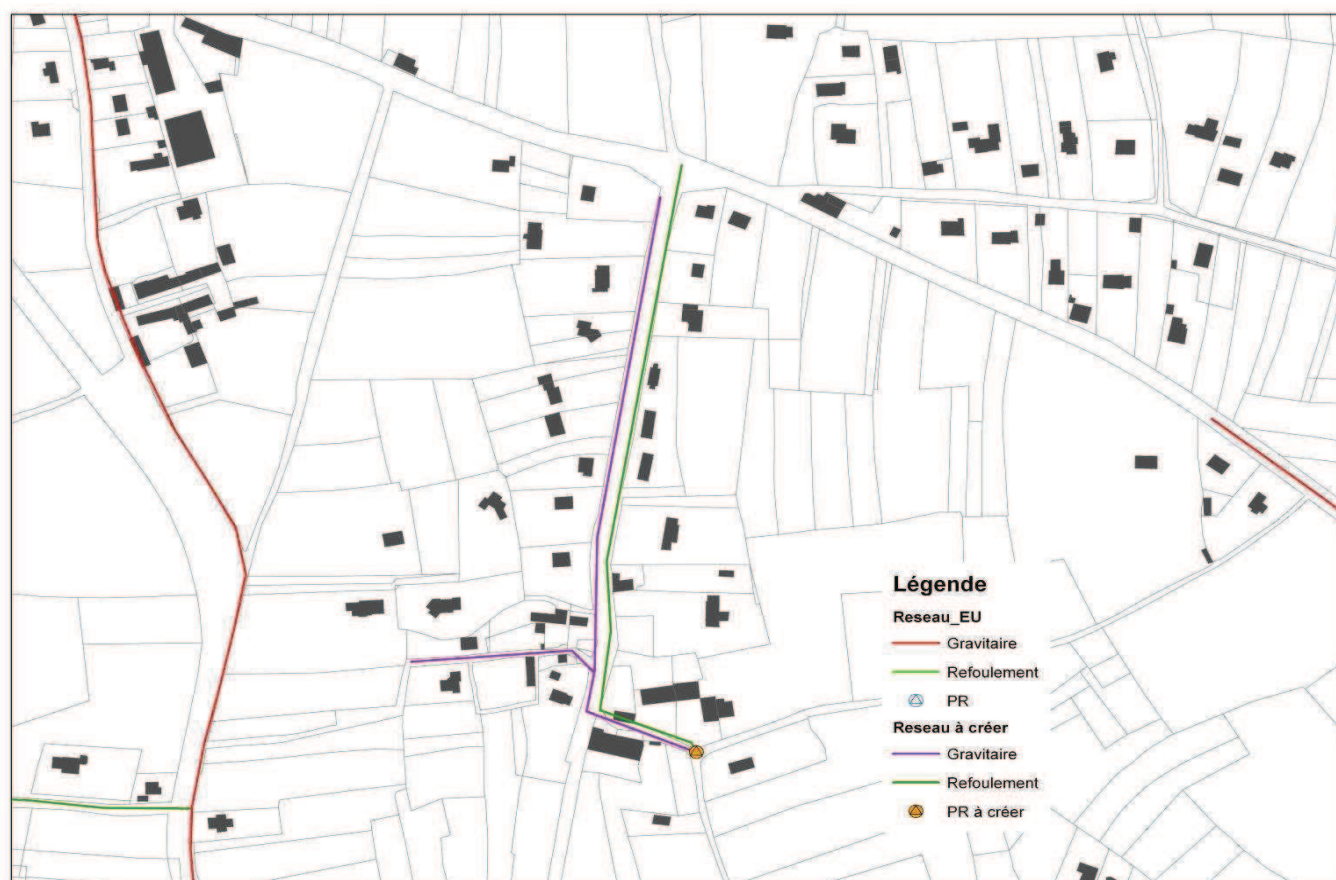 Légende
Reseau_EU
Gravitaire
Refoulement
PR
Reseau à créer
Gravitaire
Refoulement
PR à créer